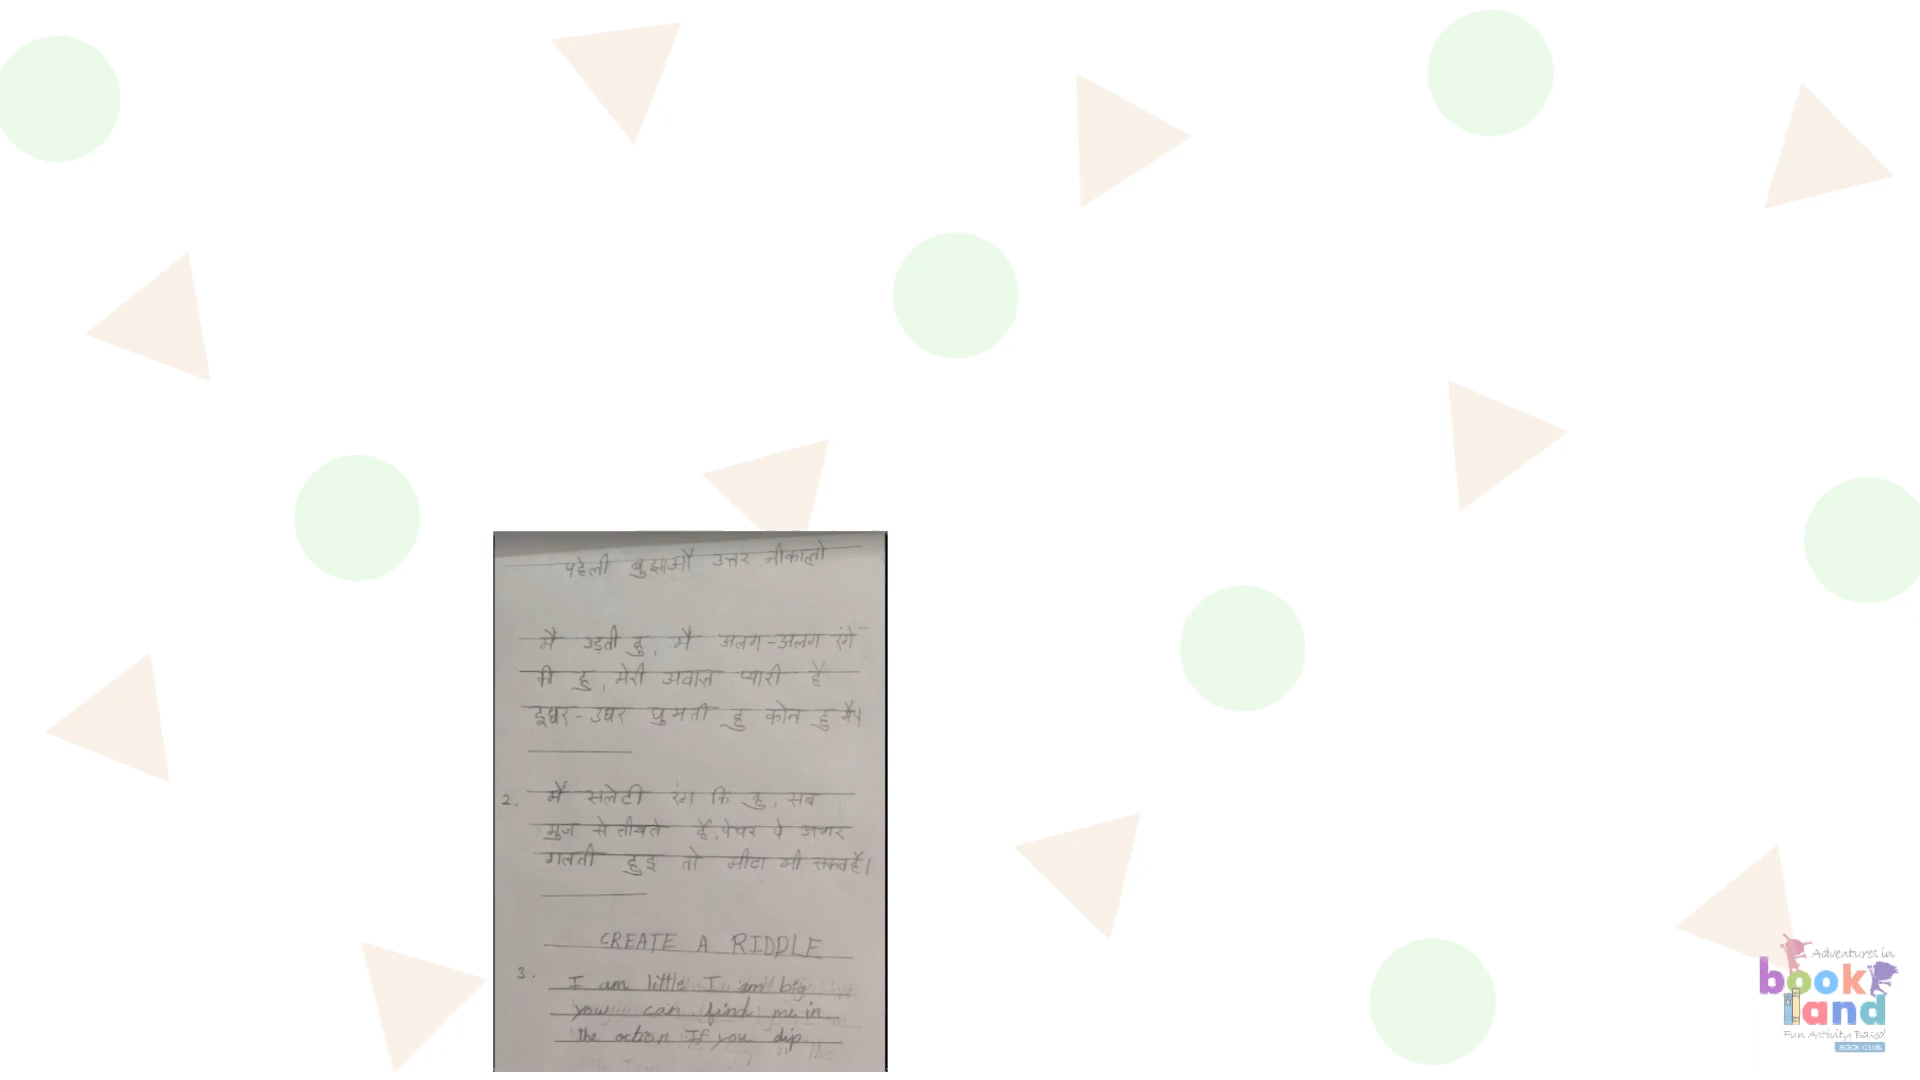 पहेली बुझाओ उत्तर नीकालो
मै उड़ती हु, मै अलग-अलग रंगे
की हु, मेरी अवाज़ प्यारी है
इधर-उधर घुमती हु कोन हु मै
2. मैं सलेटी रंग कि हु, सब
मुज से लीखते हैं, पेपर पे अगर
गलती हुइ तो मीटा भी सकते है।
CREATE A RIDDLE
3. I am little I am big
you can find me in
the action If you dip
Adventures in
book
land
Fun Activity Based
BOOK CLUB